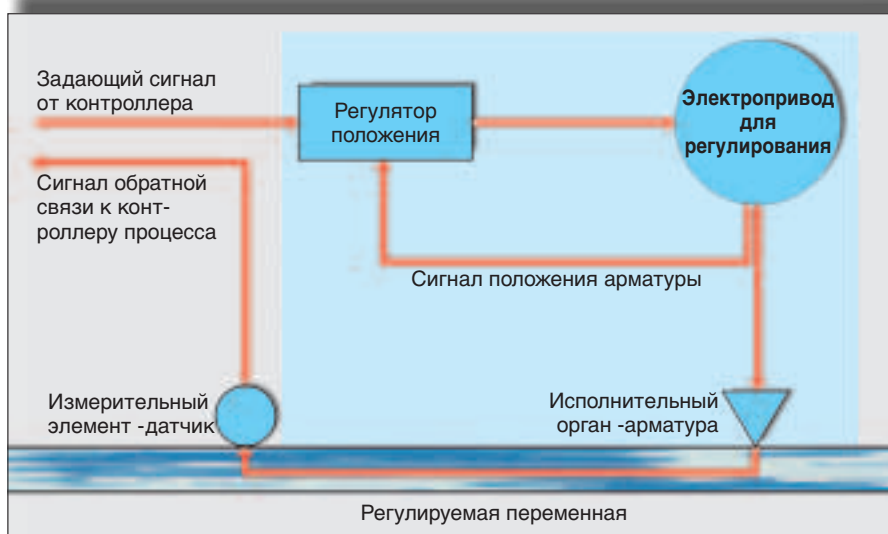 Задающий сигнал
от контроллера
Регулятор
положения
Электропривод
для
регулирования
Сигнал обратной
связи к конт-
роллеру процесса
Сигнал положения арматуры
Измерительный
элемент -датчик
Исполнительный
орган -арматура
Регулируемая переменная